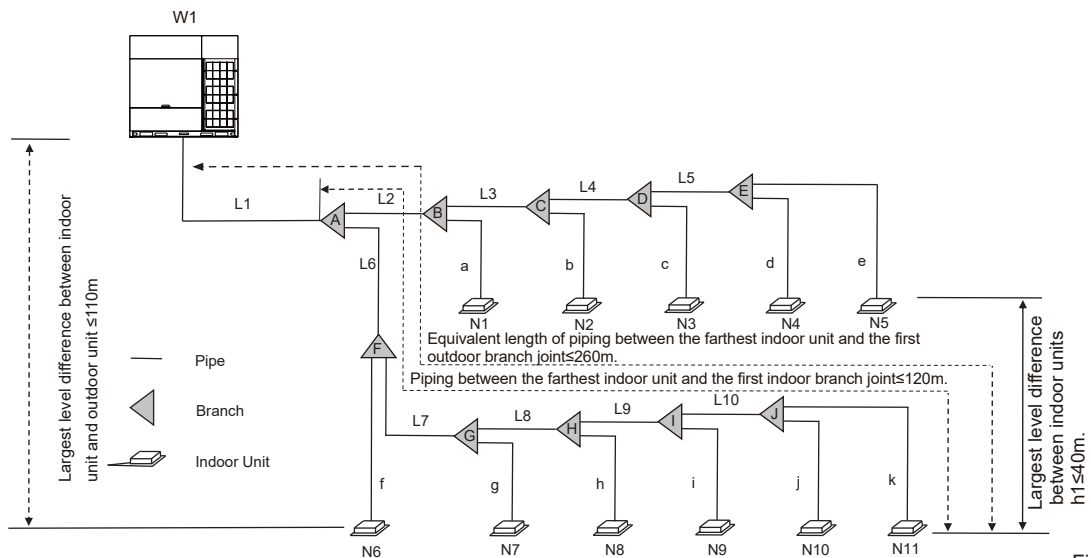 W1
Largest level difference between indoor
unit and outdoor unit ≤110m
L1
A
L2
B
L3
C
L4
D
L5
E
L6
a
b
c
d
e
N1
N2
N3
N4
N5
Equivalent length of piping between the farthest indoor unit and the first
outdoor branch joint≤260m.
Piping between the farthest indoor unit and the first indoor branch joint≤120m.
Largest level difference
between indoor units
h1≤40m.
Pipe
Branch
Indoor Unit
F
L7
G
L8
H
L9
I
L10
J
f
g
h
i
j
k
N6
N7
N8
N9
N10
N11